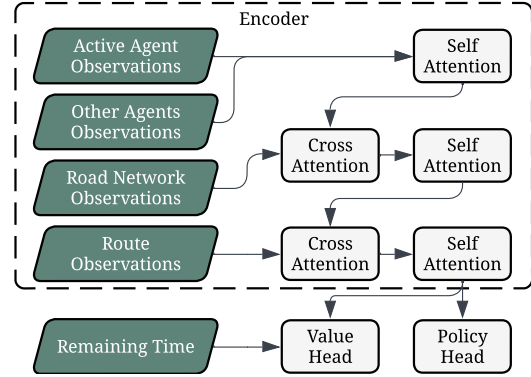 Encoder
Active Agent
Observations
Self
Attention
Other Agents
Observations
Cross
Attention
Self
Attention
Road Network
Observations
Route
Observations
Cross
Attention
Self
Attention
Remaining Time
Value
Head
Policy
Head